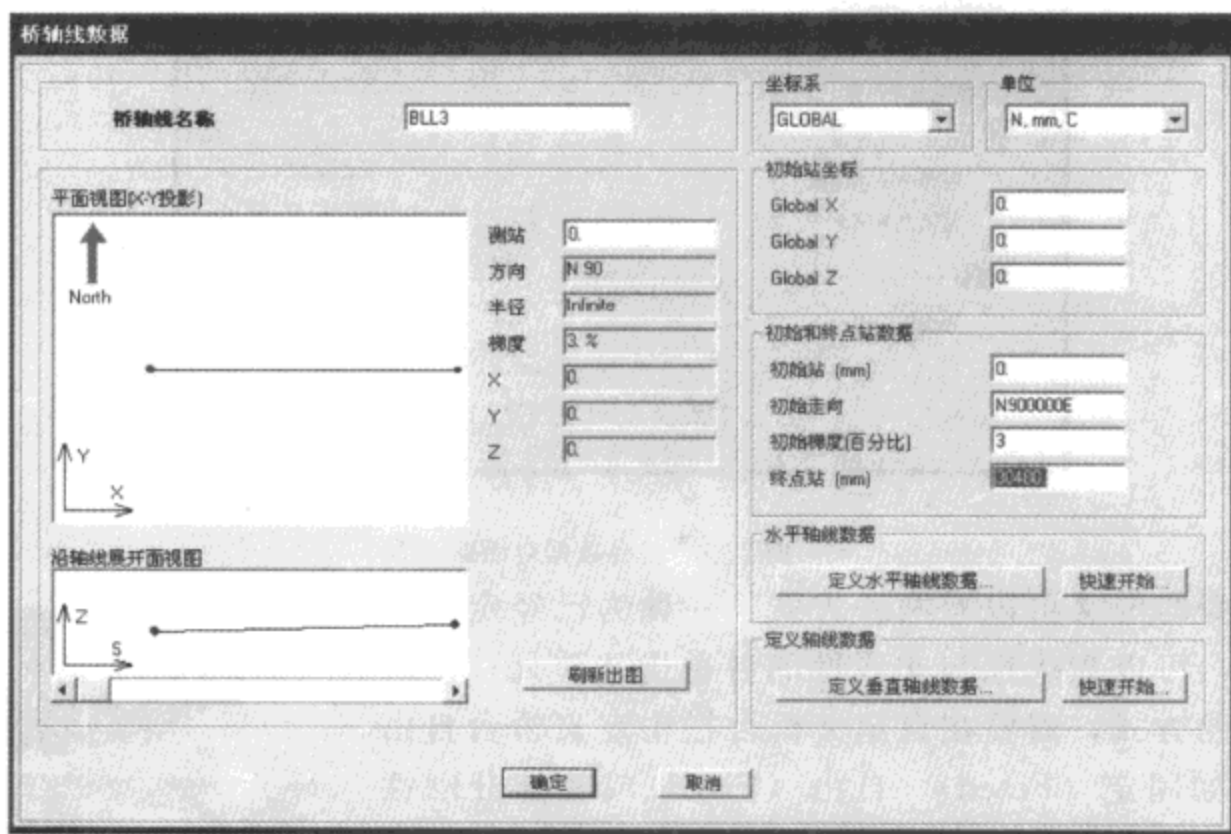 桥轴线数据
桥轴线名称 BLL3
坐标系
GLOBAL
单位
N, mm, C
平面视图(X-Y投影)
North
Y
X
测站 0.
方向 N 90
半径 Infinite
梯度 3. %
X 0.
Y 0.
Z 0.
初始站坐标
Global X 0.
Global Y 0.
Global Z 0.
初始和终点站数据
初始站 (mm) 0.
初始走向 N900000E
初始梯度(百分比) 3
终点站 (mm)
沿轴线展开面视图
Z
S
刷新出图
水平轴线数据
定义水平轴线数据... 快速开始...
定义轴线数据
定义垂直轴线数据... 快速开始...
确定 取消